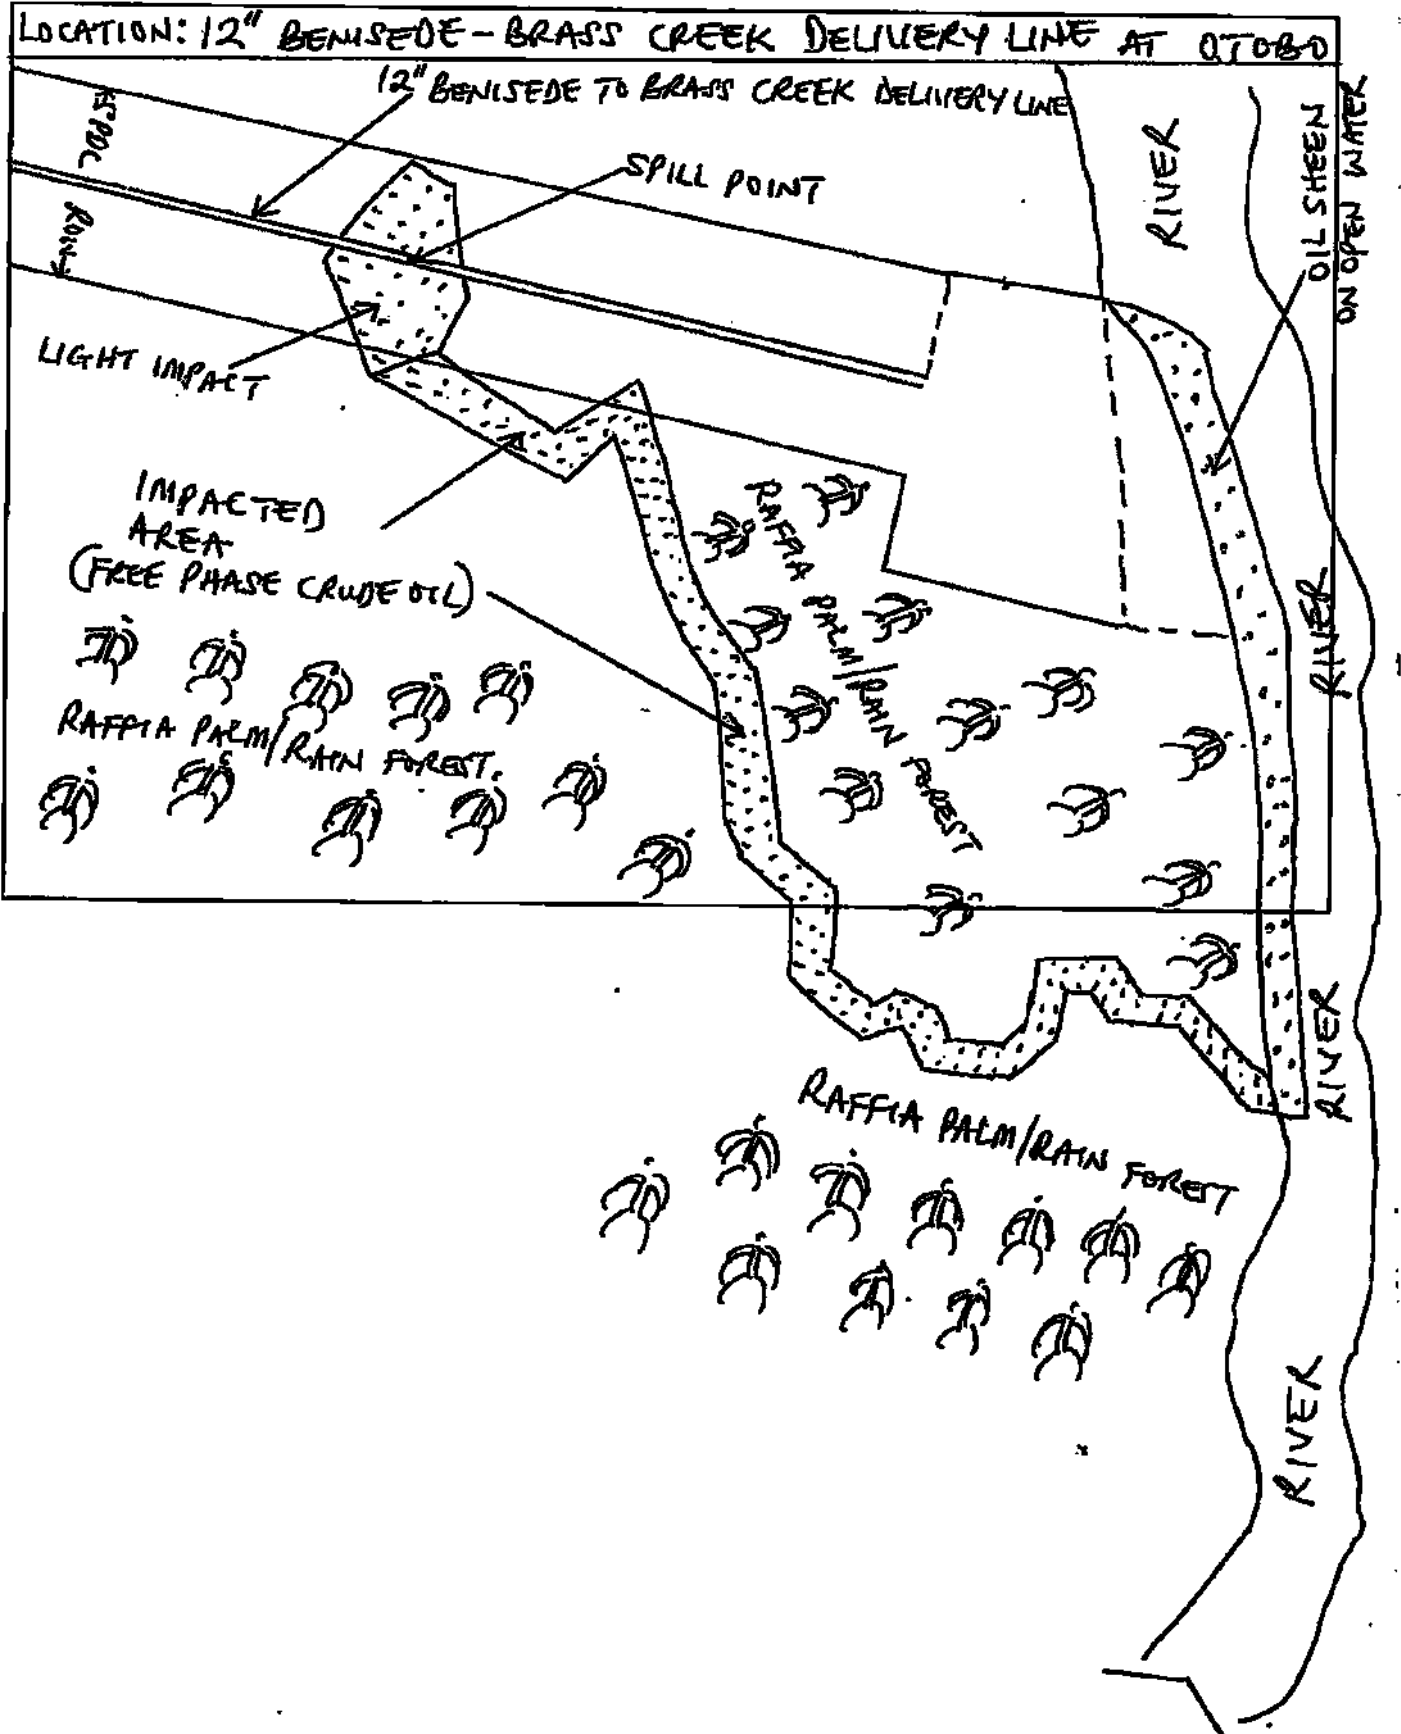 LOCATION: 12" BENISEDE - BRASS CREEK DELIVERY LINE AT OTOBO
12" BENISEDE TO BRASS CREEK DELIVERY LINE
SPDC
ROW
SPILL POINT
RIVER
OIL SHEEN
ON OPEN WATER
LIGHT IMPACT
IMPACTED
AREA
(FREE PHASE CRUDE OIL)
RAFFIA PALM/RAIN FOREST
RIVER
RAFFIA PALM/RAIN FOREST.
RIVER
RAFFIA PALM/RAIN FOREST
RIVER